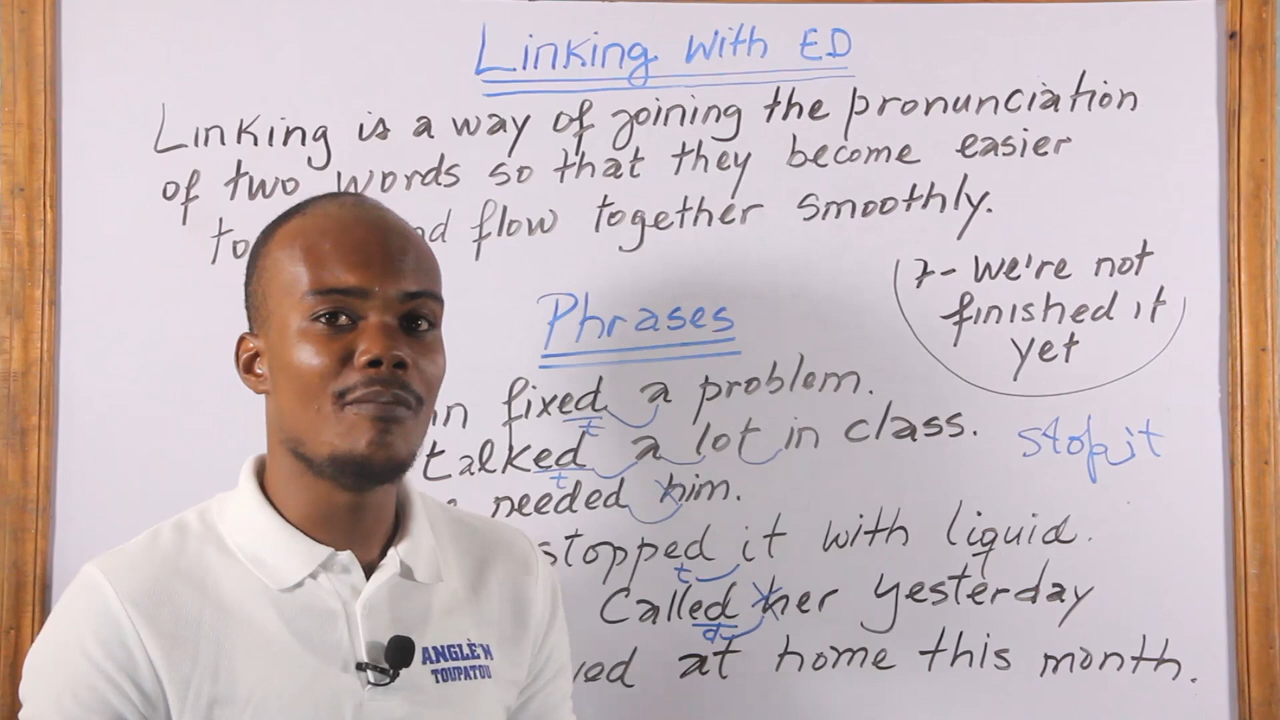 Linking with ED
Linking is a way of joining the pronunciation
of two words so that they become easier
to flow together smoothly.
7- We're not
finished it
yet
Phrases
fixed a problem.
t
talked a lot in class.
t
stop it
needed him.
stopped it with liquid.
t
Called her yesterday
d
at home this month.
ANGLÈ'M
TOUPATOU